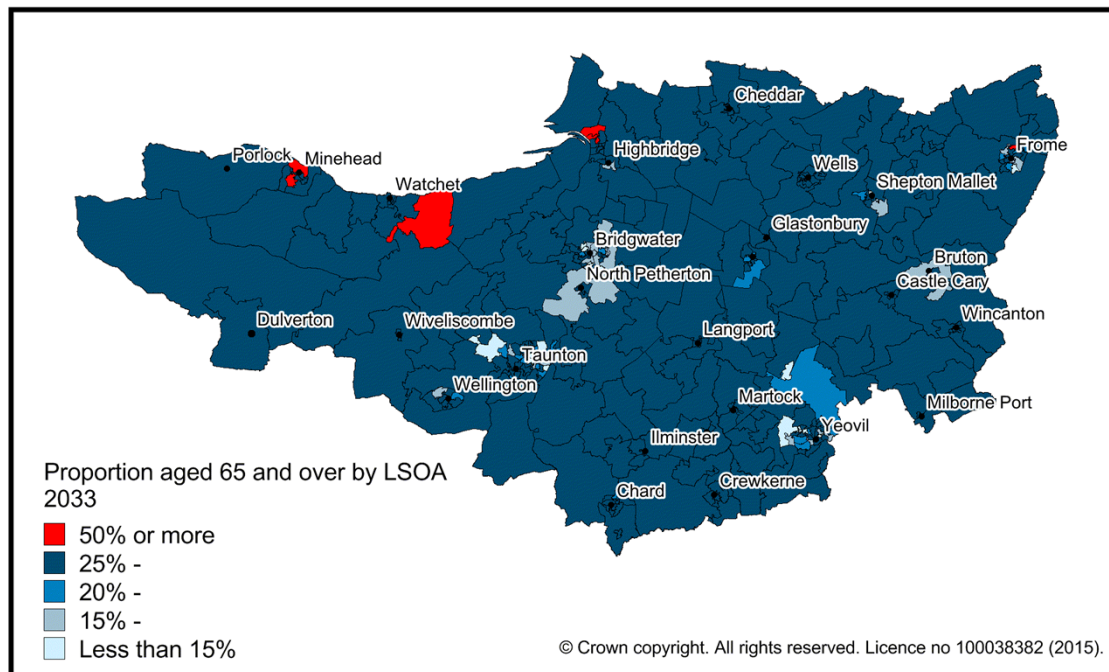 Cheddar
Highbridge
Frome
Porlock
Minehead
Wells
Shepton Mallet
Watchet
Glastonbury
Bridgwater
Bruton
North Petherton
Castle Cary
Wincanton
Dulverton
Wiveliscombe
Langport
Taunton
Wellington
Martock
Milborne Port
Yeovil
Ilminster
Crewkerne
Chard
Proportion aged 65 and over by LSOA
2033
50% or more
25% -
20% -
15% -
Less than 15%
© Crown copyright. All rights reserved. Licence no 100038382 (2015).